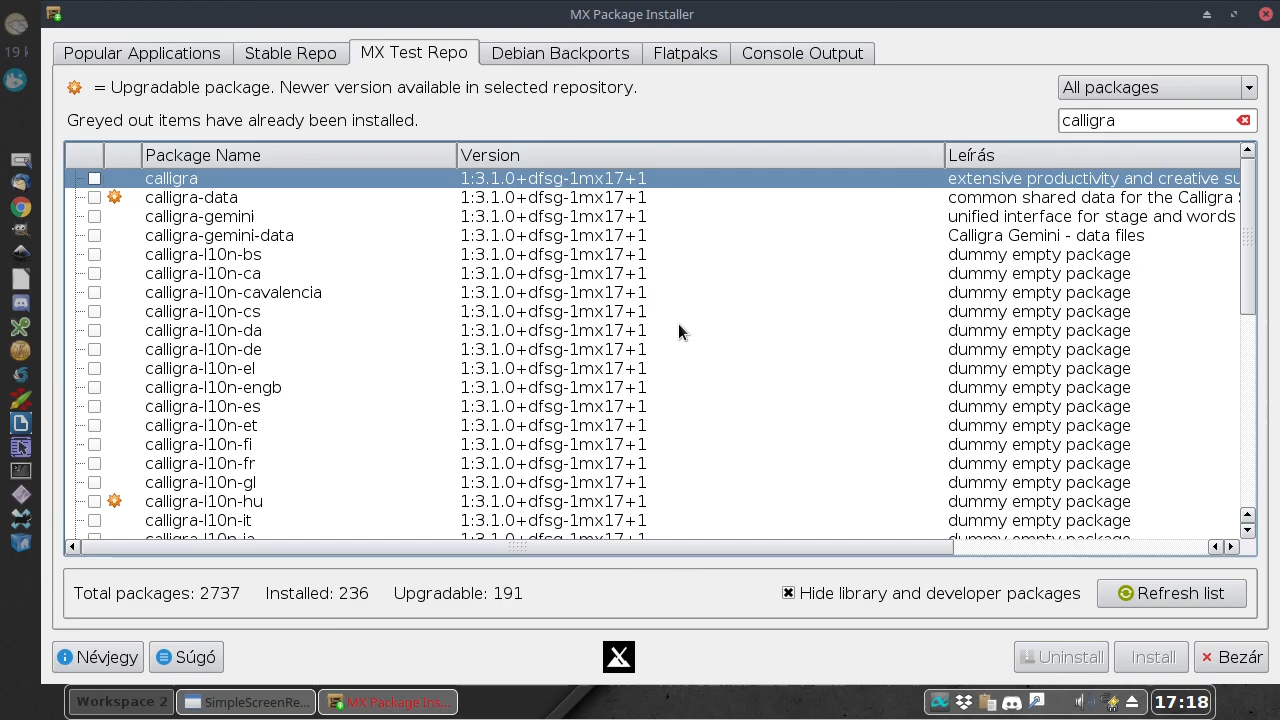 MX Package Installer
Popular Applications Stable Repo MX Test Repo Debian Backports Flatpaks Console Output
= Upgradable package. Newer version available in selected repository. All packages
Greyed out items have already been installed. calligra
Package Name Version Leírás
calligra 1:3.1.0+dfsg-1mx17+1 extensive productivity and creative su
calligra-data 1:3.1.0+dfsg-1mx17+1 common shared data for the Calligra
calligra-gemini 1:3.1.0+dfsg-1mx17+1 unified interface for stage and words
calligra-gemini-data 1:3.1.0+dfsg-1mx17+1 Calligra Gemini - data files
calligra-l10n-bs 1:3.1.0+dfsg-1mx17+1 dummy empty package
calligra-l10n-ca 1:3.1.0+dfsg-1mx17+1 dummy empty package
calligra-l10n-cavalencia 1:3.1.0+dfsg-1mx17+1 dummy empty package
calligra-l10n-cs 1:3.1.0+dfsg-1mx17+1 dummy empty package
calligra-l10n-da 1:3.1.0+dfsg-1mx17+1 dummy empty package
calligra-l10n-de 1:3.1.0+dfsg-1mx17+1 dummy empty package
calligra-l10n-el 1:3.1.0+dfsg-1mx17+1 dummy empty package
calligra-l10n-engb 1:3.1.0+dfsg-1mx17+1 dummy empty package
calligra-l10n-es 1:3.1.0+dfsg-1mx17+1 dummy empty package
calligra-l10n-et 1:3.1.0+dfsg-1mx17+1 dummy empty package
calligra-l10n-fi 1:3.1.0+dfsg-1mx17+1 dummy empty package
calligra-l10n-fr 1:3.1.0+dfsg-1mx17+1 dummy empty package
calligra-l10n-gl 1:3.1.0+dfsg-1mx17+1 dummy empty package
calligra-l10n-hu 1:3.1.0+dfsg-1mx17+1 dummy empty package
calligra-l10n-it 1:3.1.0+dfsg-1mx17+1 dummy empty package
Total packages: 2737 Installed: 236 Upgradable: 191 Hide library and developer packages Refresh list
Névjegy Súgó Uninstall Install Bezár
Workspace 2 SimpleScreenRe... MX Package Ins... 17:18